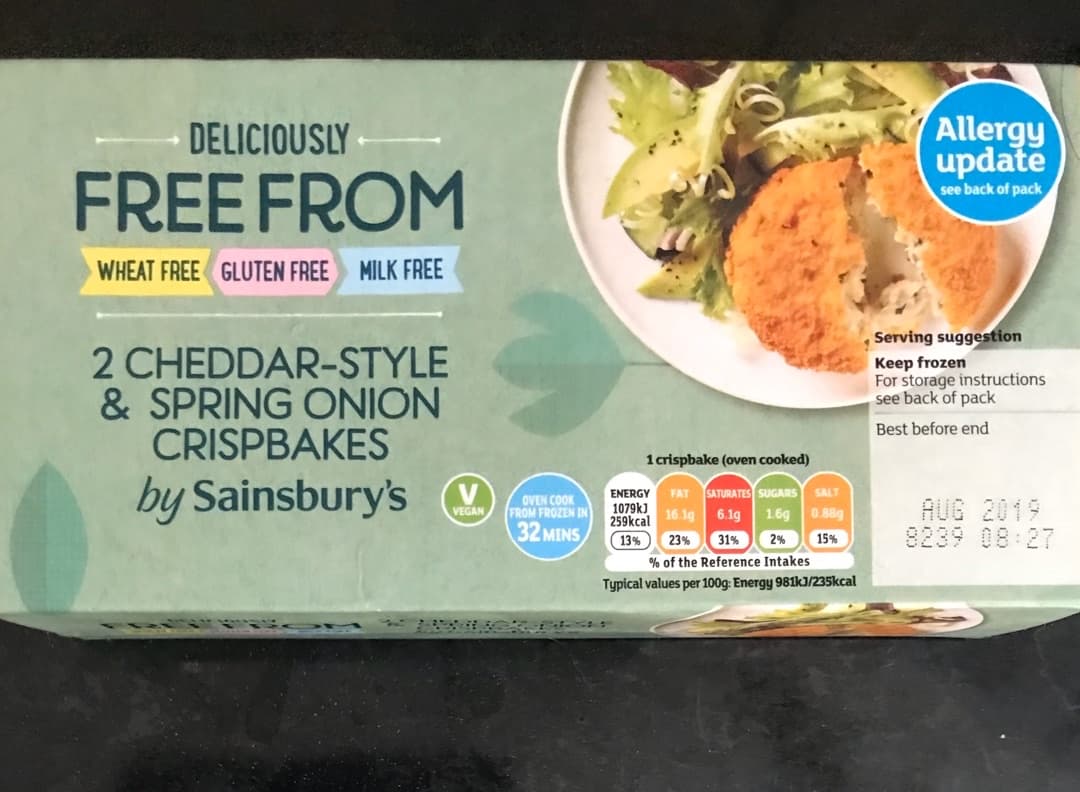 DELICIOUSLY
FREE FROM
WHEAT FREE GLUTEN FREE MILK FREE
2 CHEDDAR-STYLE
& SPRING ONION
CRISPBAKES
by Sainsbury's
V
VEGAN
OVEN COOK
FROM FROZEN IN
32 MINS
Allergy
update
see back of pack
Serving suggestion
Keep frozen
For storage instructions
see back of pack
Best before end
AUG 2019
8239 08:27
1 crispbake (oven cooked)
ENERGY FAT SATURATES SUGARS SALT
1079kJ
259kcal 16.1g 6.1g 1.6g 0.88g
13% 23% 31% 2% 15%
% of the Reference Intakes
Typical values per 100g: Energy 981kJ/235kcal
FREE FROM